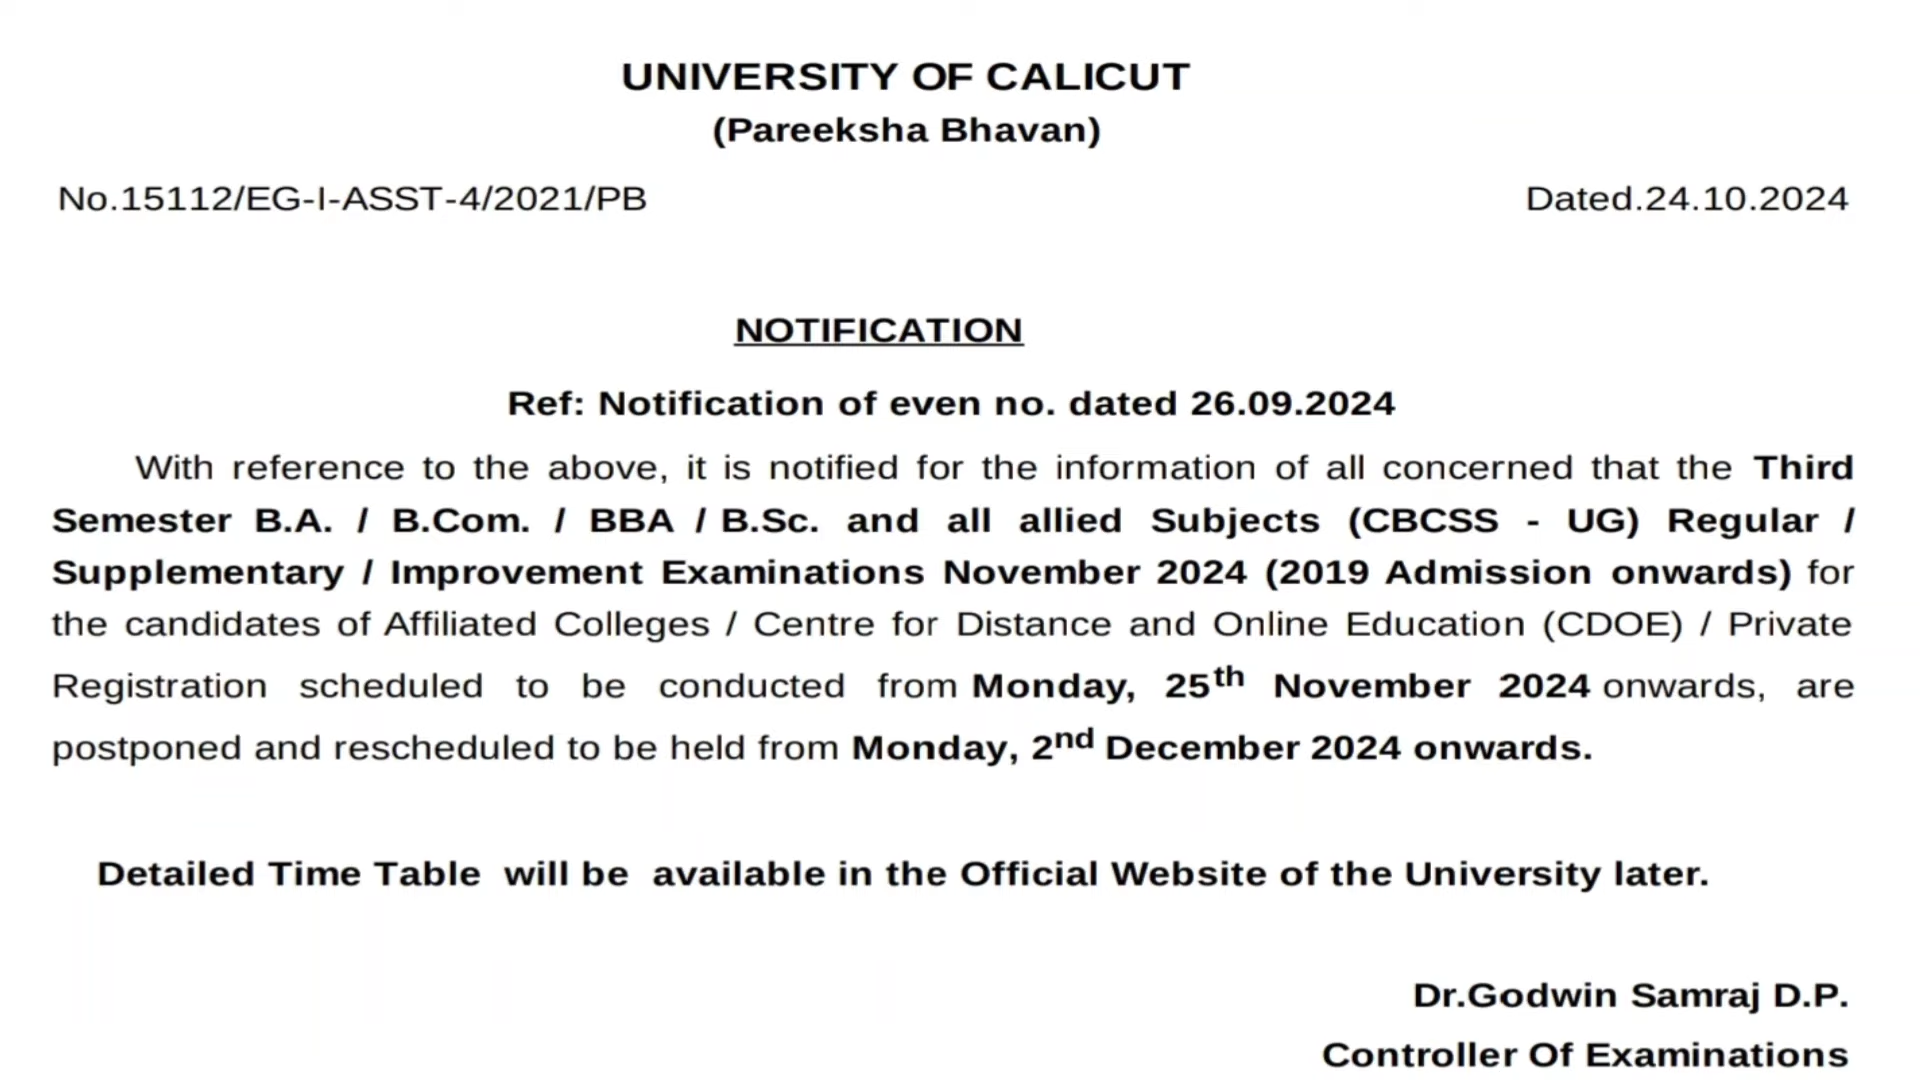 UNIVERSITY OF CALICUT
(Pareeksha Bhavan)
No.15112/EG-I-ASST-4/2021/PB Dated.24.10.2024
NOTIFICATION
Ref: Notification of even no. dated 26.09.2024
With reference to the above, it is notified for the information of all concerned that the Third
Semester B.A. / B.Com. / BBA / B.Sc. and all allied Subjects (CBCSS - UG) Regular /
Supplementary / Improvement Examinations November 2024 (2019 Admission onwards) for
the candidates of Affiliated Colleges / Centre for Distance and Online Education (CDOE) / Private
Registration scheduled to be conducted from Monday, 25th November 2024 onwards, are
postponed and rescheduled to be held from Monday, 2nd December 2024 onwards.
Detailed Time Table will be available in the Official Website of the University later.
Dr.Godwin Samraj D.P.
Controller Of Examinations